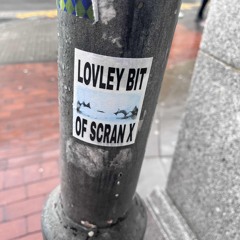 LOVLEY BIT
OF SCRAN X